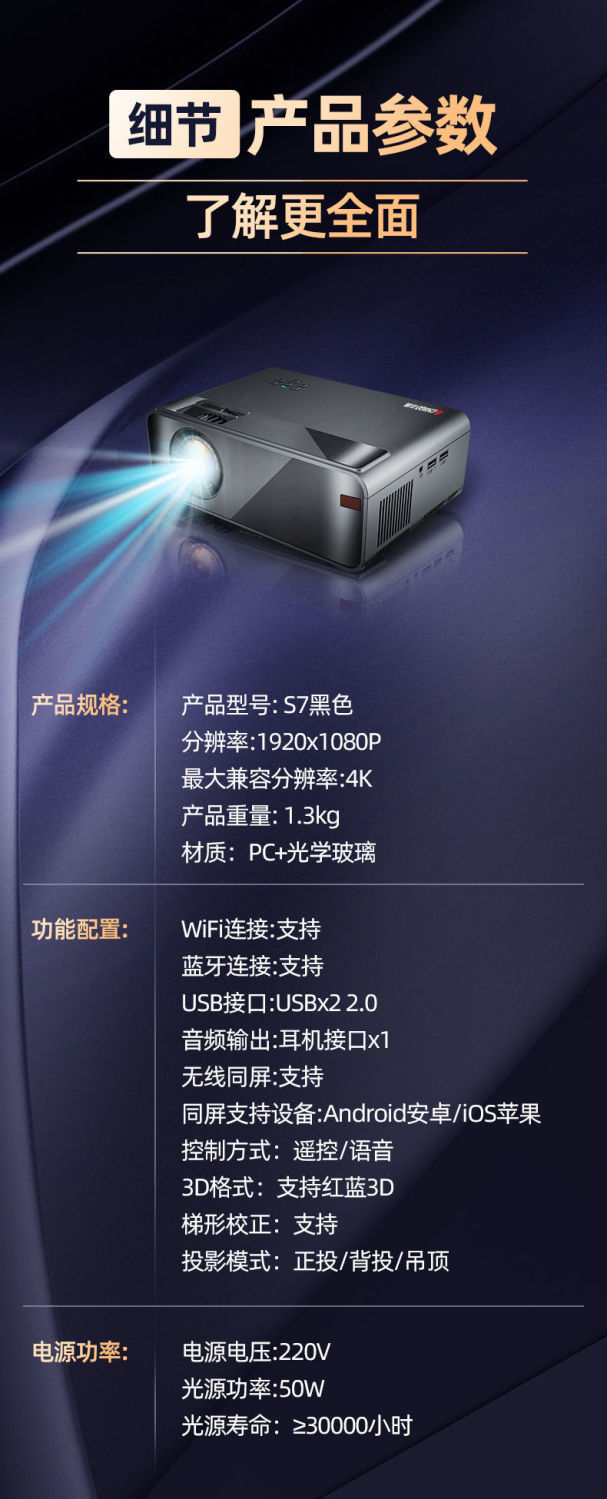 细节 产品参数
了解更全面
产品规格:
产品型号: S7黑色
分辨率:1920x1080P
最大兼容分辨率:4K
产品重量: 1.3kg
材质：PC+光学玻璃
功能配置:
WiFi连接:支持
蓝牙连接:支持
USB接口:USBx2 2.0
音频输出:耳机接口x1
无线同屏:支持
同屏支持设备:Android安卓/iOS苹果
控制方式：遥控/语音
3D格式：支持红蓝3D
梯形校正：支持
投影模式：正投/背投/吊顶
电源功率:
电源电压:220V
光源功率:50W
光源寿命：≥30000小时